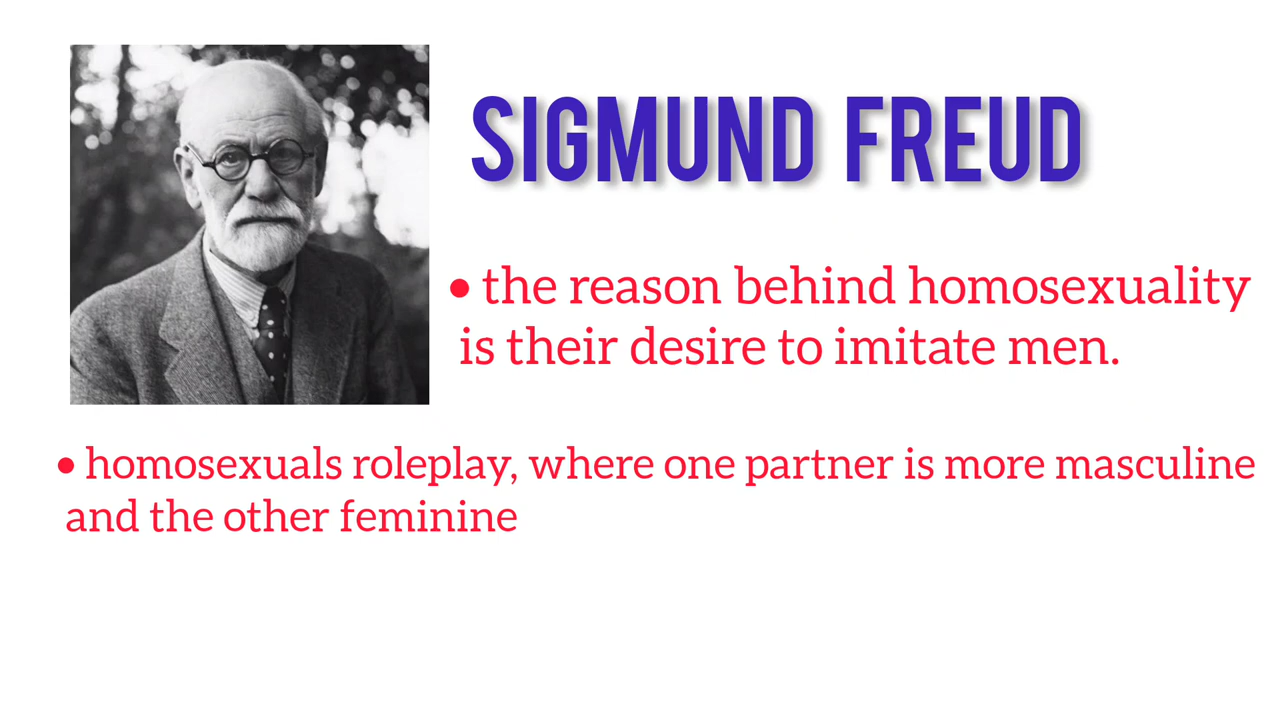 SIGMUND FREUD
• the reason behind homosexuality
is their desire to imitate men.
• homosexuals roleplay, where one partner is more masculine
and the other feminine